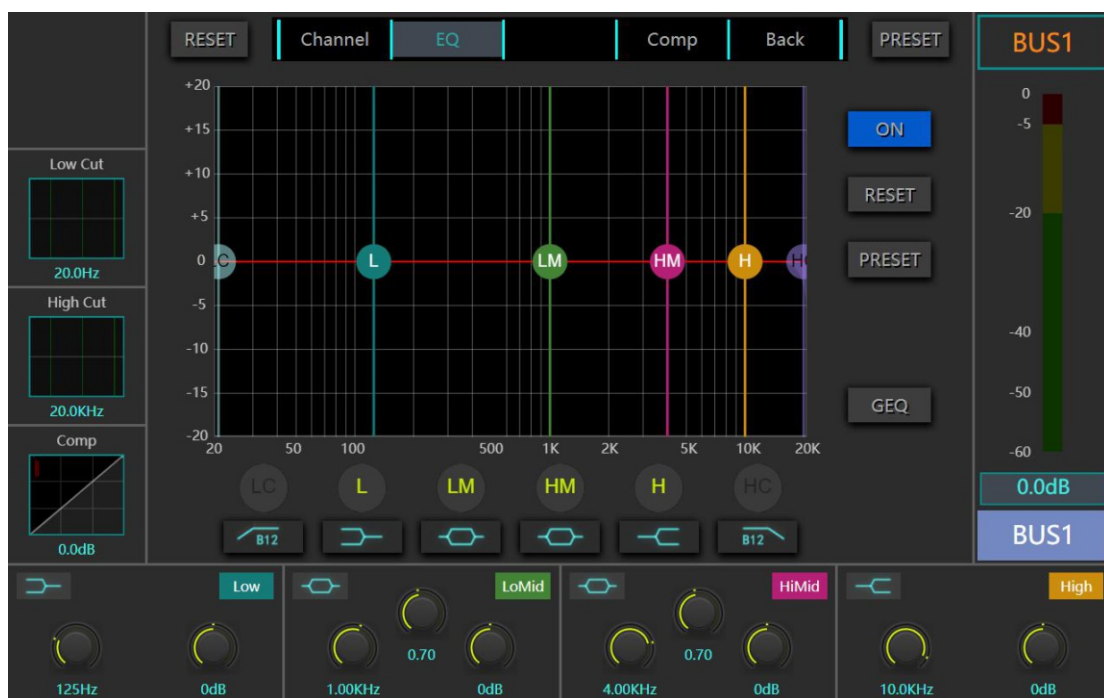 RESET Channel EQ Comp Back PRESET BUS1
+20
+15
+10
+5
0
-5
-10
-15
-20
20 50 100 500 1K 2K 5K 10K 20K
C L LM HM H HC
ON
RESET
PRESET
GEQ
0
-5
-20
-40
-50
-60
0.0dB
BUS1
Low Cut
20.0Hz
High Cut
20.0KHz
Comp
0.0dB
LC L LM HM H HC
B12 B12
Low LoMid HiMid High
0.70 0.70
125Hz 0dB 1.00KHz 0dB 4.00KHz 0dB 10.0KHz 0dB